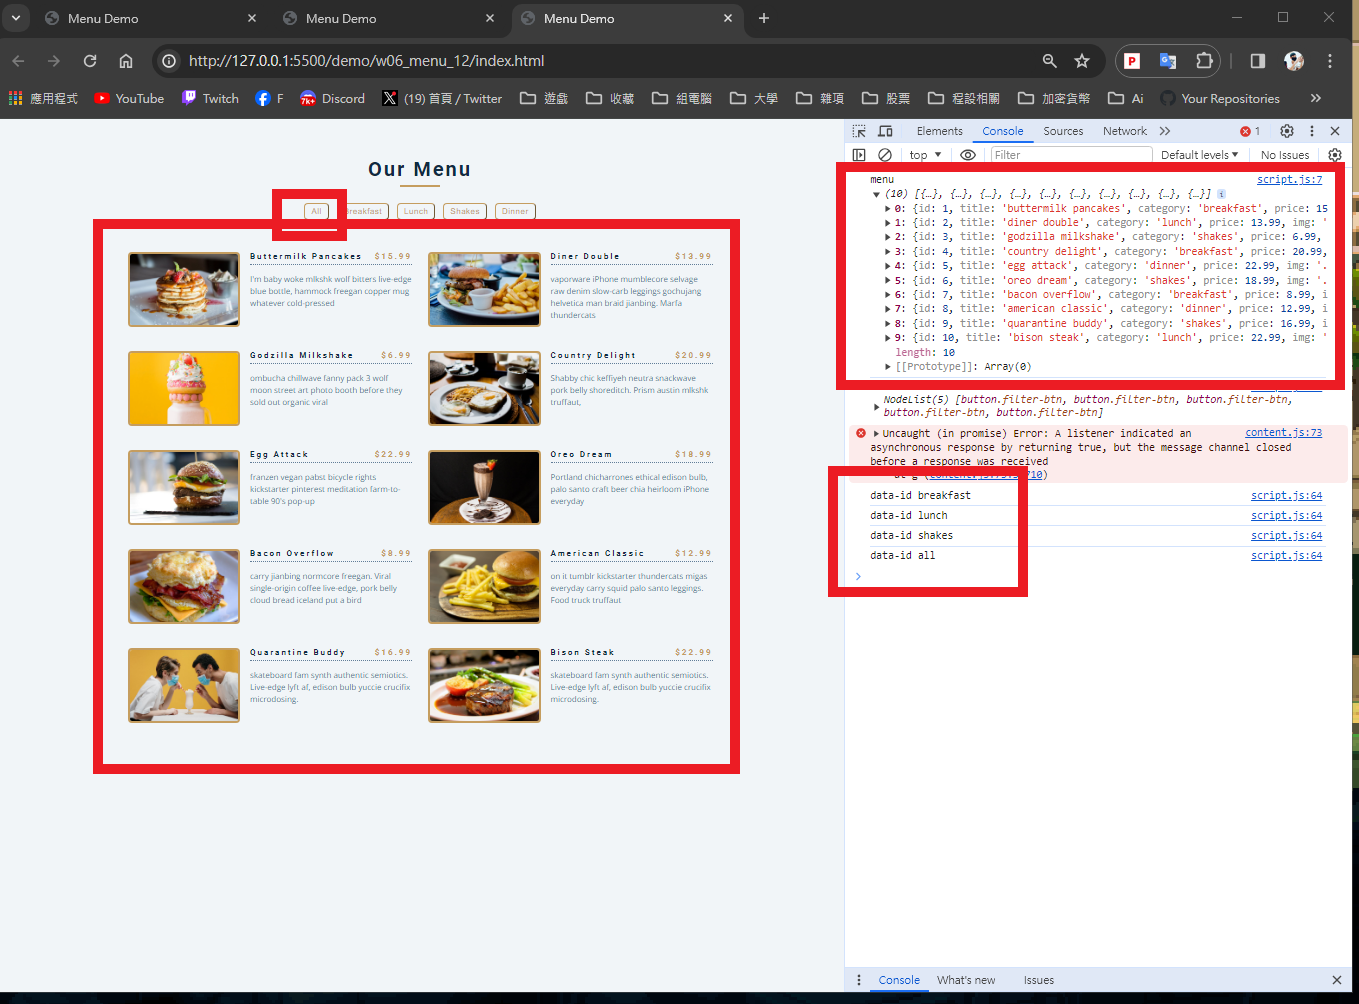 Menu Demo
Menu Demo
Menu Demo
http://127.0.0.1:5500/demo/w06_menu_12/index.html
應用程式
YouTube
Twitch
F
Discord
(19) 首頁 / Twitter
遊戲
收藏
組電腦
大學
雜項
股票
程設相關
加密貨幣
Ai
Your Repositories
Our Menu
All
Breakfast
Lunch
Shakes
Dinner
Buttermilk Pancakes $15.99
I'm baby woke mlkshk wolf bitters live-edge
blue bottle, hammock freegan copper mug
whatever cold-pressed
Diner Double $13.99
vaporware iPhone mumblecore selvage
raw denim slow-carb leggings gochujang
helvetica man braid jianbing. Marfa
thundercats
Godzilla Milkshake $6.99
ombucha chillwave fanny pack 3 wolf
moon street art photo booth before they
sold out organic viral
Country Delight $20.99
Shabby chic keffiyeh neutra snackwave
pork belly shoreditch. Prism austin mlkshk
truffaut,
Egg Attack $22.99
franzen vegan pabst bicycle rights
kickstarter pinterest meditation farm-to-
table 90's pop-up
Oreo Dream $18.99
Portland chicharrones ethical edison bulb,
palo santo craft beer chia heirloom iPhone
everyday
Bacon Overflow $8.99
carry jianbing normcore freegan. Viral
single-origin coffee live-edge, pork belly
cloud bread iceland put a bird
American Classic $12.99
on it tumblr kickstarter thundercats migas
everyday carry squid palo santo leggings.
Food truck truffaut
Quarantine Buddy $16.99
skateboard fam synth authentic semiotics.
Live-edge lyft af, edison bulb yuccie crucifix
microdosing.
Bison Steak $22.99
skateboard fam synth authentic semiotics.
Live-edge lyft af, edison bulb yuccie crucifix
microdosing.
Elements
Console
Sources
Network
1
top
Filter
Default levels
No Issues
menu script.js:7
(10) [{…}, {…}, {…}, {…}, {…}, {…}, {…}, {…}, {…}, {…}] i
0: {id: 1, title: 'buttermilk pancakes', category: 'breakfast', price: 15
1: {id: 2, title: 'diner double', category: 'lunch', price: 13.99, img: '
2: {id: 3, title: 'godzilla milkshake', category: 'shakes', price: 6.99,
3: {id: 4, title: 'country delight', category: 'breakfast', price: 20.99,
4: {id: 5, title: 'egg attack', category: 'dinner', price: 22.99, img: '.
5: {id: 6, title: 'oreo dream', category: 'shakes', price: 18.99, img: '.
6: {id: 7, title: 'bacon overflow', category: 'breakfast', price: 8.99, i
7: {id: 8, title: 'american classic', category: 'dinner', price: 12.99, i
8: {id: 9, title: 'quarantine buddy', category: 'shakes', price: 16.99, i
9: {id: 10, title: 'bison steak', category: 'lunch', price: 22.99, img: '
length: 10
[[Prototype]]: Array(0)
NodeList(5) [button.filter-btn, button.filter-btn, button.filter-btn,
button.filter-btn, button.filter-btn]
Uncaught (in promise) Error: A listener indicated an content.js:73
asynchronous response by returning true, but the message channel closed
before a response was received
data-id breakfast script.js:64
data-id lunch script.js:64
data-id shakes script.js:64
data-id all script.js:64
Console
What's new
Issues